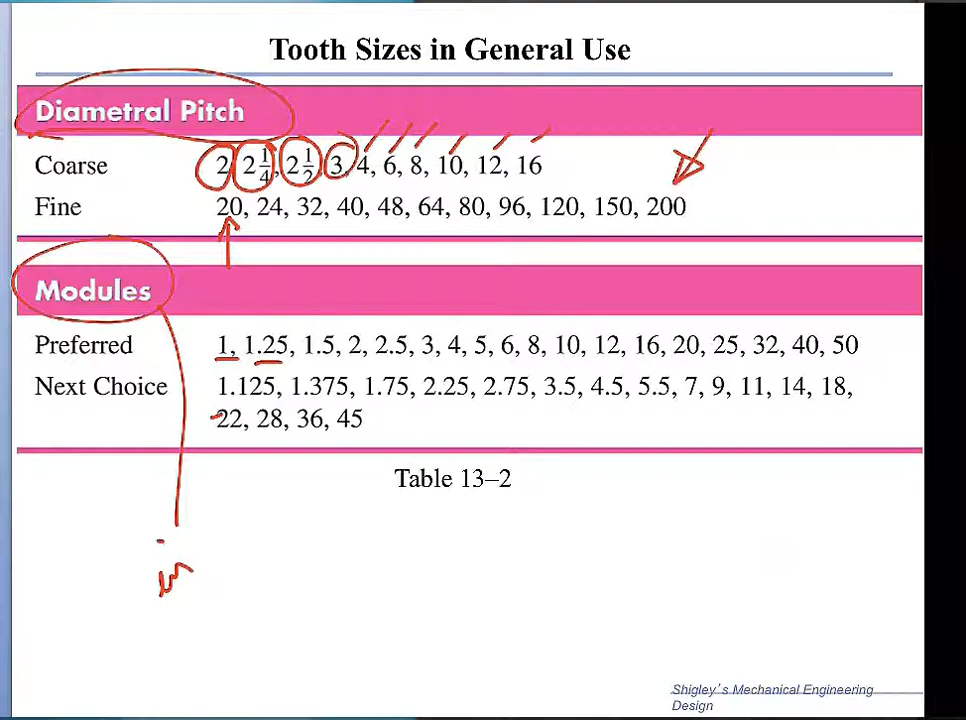 Tooth Sizes in General Use
Diametral Pitch
Coarse 2, 2 1/4, 2 1/2, 3, 4, 6, 8, 10, 12, 16
Fine 20, 24, 32, 40, 48, 64, 80, 96, 120, 150, 200
Modules
Preferred 1, 1.25, 1.5, 2, 2.5, 3, 4, 5, 6, 8, 10, 12, 16, 20, 25, 32, 40, 50
Next Choice 1.125, 1.375, 1.75, 2.25, 2.75, 3.5, 4.5, 5.5, 7, 9, 11, 14, 18,
22, 28, 36, 45
Table 13–2
Shigley’s Mechanical Engineering
Design